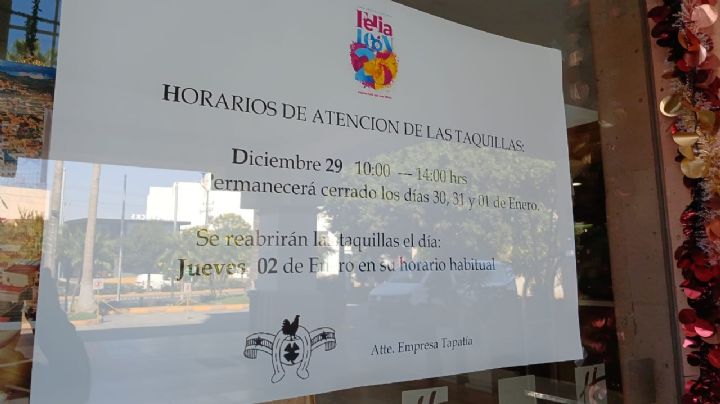 Feria
León
HORARIOS DE ATENCION DE LAS TAQUILLAS:
Diciembre 29 10:00 --- 14:00 hrs
Permanecerá cerrado los días 30, 31 y 01 de Enero.
Se reabrirán las taquillas el día:
Jueves 02 de Enero en su horario habitual
Atte. Empresa Tapatía